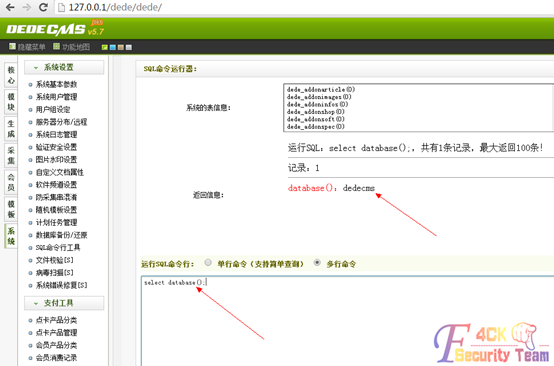 127.0.0.1/dede/dede/
DEDECMS v5.7
隐藏菜单 功能地图
核心
模块
生成
采集
会员
模板
系统
系统设置
系统基本参数
系统用户管理
用户组设定
服务器分布/远程
系统日志管理
验证安全设置
图片水印设置
自定义文档属性
软件频道设置
防采集串混淆
随机模板设置
计划任务管理
数据库备份/还原
SQL命令行工具
文件校验[S]
病毒扫描[S]
系统错误修复[S]
支付工具
点卡产品分类
点卡产品管理
会员产品分类
会员消费记录
SQL命令运行器:
系统的表信息:
dede_addonarticle(0)
dede_addonimages(0)
dede_addoninfos(0)
dede_addonshop(0)
dede_addonsoft(0)
dede_addonspec(0)
返回信息:
运行SQL:select database();,共有1条记录,最大返回100条!
记录:1
database():dedecms
运行SQL命令行: 单行命令(支持简单查询) 多行命令
select database();
F4CK
Security Team